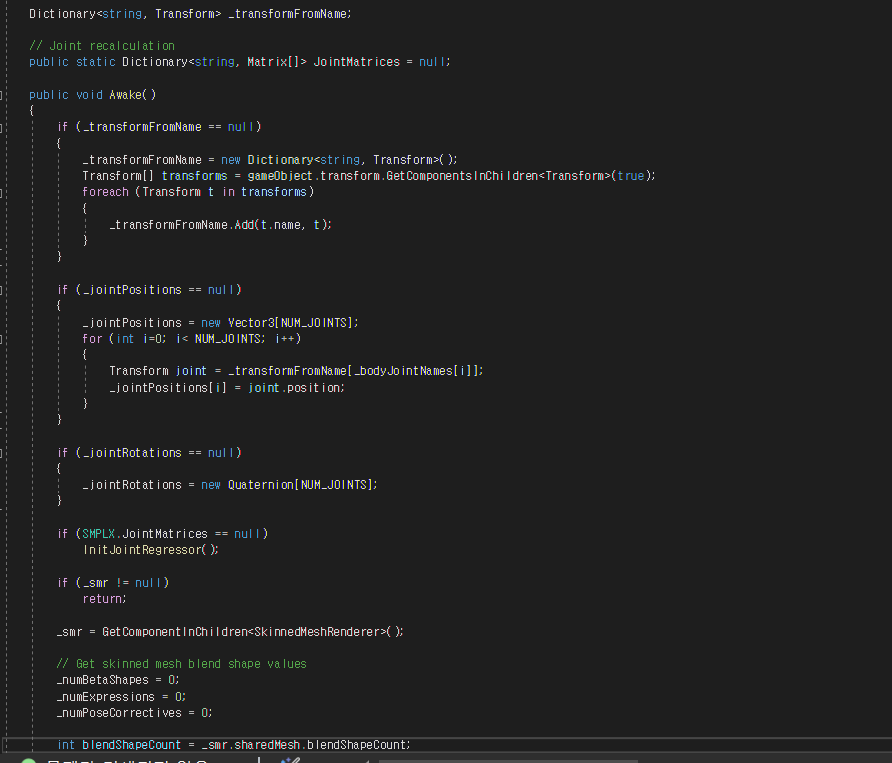 Dictionary<string, Transform> _transformFromName;
// Joint recalculation
public static Dictionary<string, Matrix[]> JointMatrices = null;
public void Awake()
{
if (_transformFromName == null)
{
_transformFromName = new Dictionary<string, Transform>();
Transform[] transforms = gameObject.transform.GetComponentsInChildren<Transform>(true);
foreach (Transform t in transforms)
{
_transformFromName.Add(t.name, t);
}
}
if (_jointPositions == null)
{
_jointPositions = new Vector3[NUM_JOINTS];
for (int i=0; i< NUM_JOINTS; i++)
{
Transform joint = _transformFromName[_bodyJointNames[i]];
_jointPositions[i] = joint.position;
}
}
if (_jointRotations == null)
{
_jointRotations = new Quaternion[NUM_JOINTS];
}
if (SMPLX.JointMatrices == null)
InitJointRegressor();
if (_smr != null)
return;
_smr = GetComponentInChildren<SkinnedMeshRenderer>();
// Get skinned mesh blend shape values
_numBetaShapes = 0;
_numExpressions = 0;
_numPoseCorrectives = 0;
int blendShapeCount = _smr.sharedMesh.blendShapeCount;